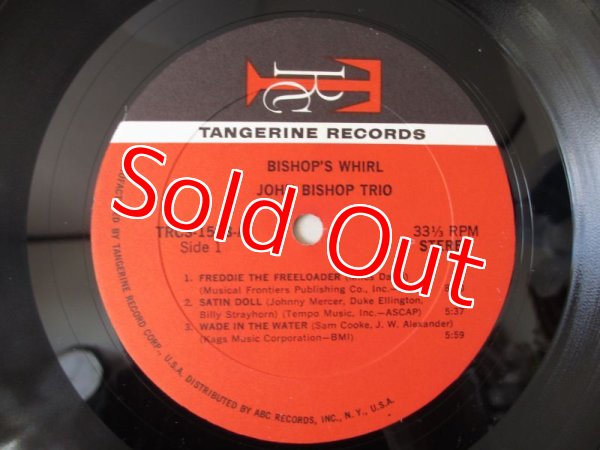 TRC
TANGERINE RECORDS
BISHOP'S WHIRL
JOHN BISHOP TRIO
Sold Out
33⅓ RPM
Side 1
STEREO
1. FREDDIE THE FREELOADER
(Musical Frontiers Publishing Co., Inc.
2. SATIN DOLL (Johnny Mercer, Duke Ellington,
Billy Strayhorn) (Tempo Music, Inc.—ASCAP) 5:37
3. WADE IN THE WATER (Sam Cooke, J. W. Alexander)
(Kags Music Corporation—BMI) 5:59
BY TANGERINE RECORD CORP., U.S.A. DISTRIBUTED BY ABC RECORDS, INC., N. Y., U.S.A.